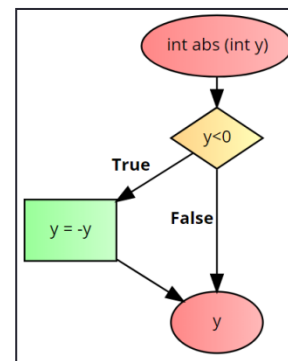 int abs (int y)
y<0
True
False
y = -y
y